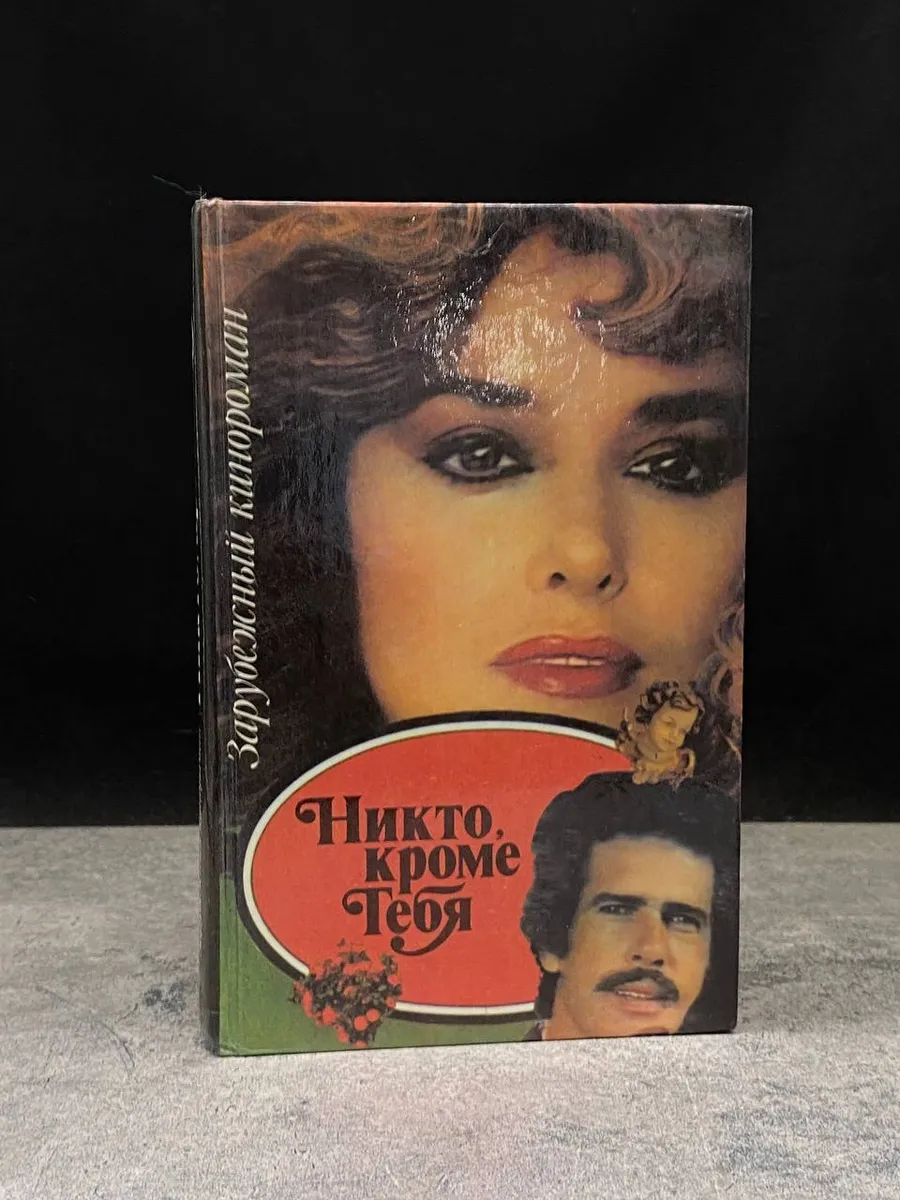 Зарубежный кинороман
Никто,
кроме
Тебя